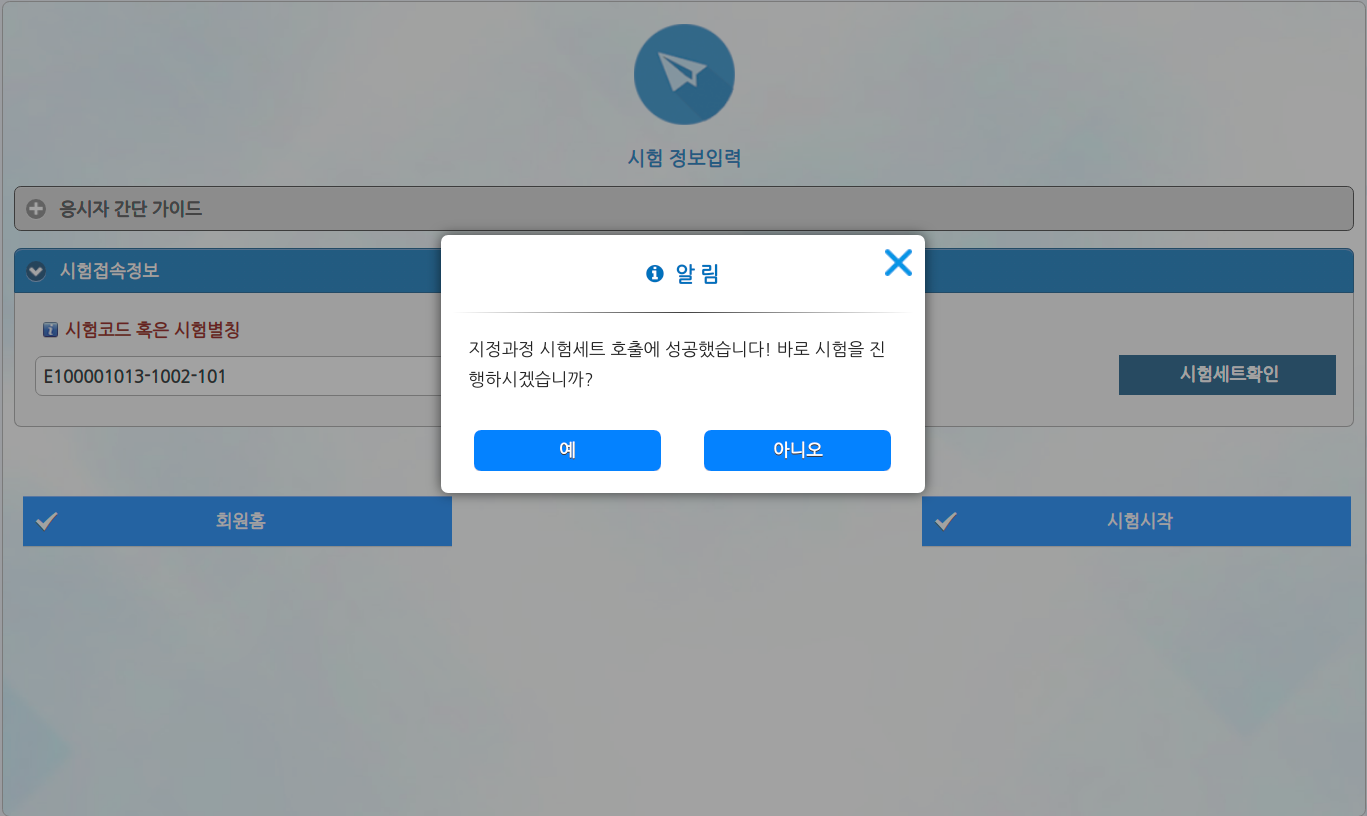 시험 정보입력
응시자 간단 가이드
시험접속정보
시험코드 혹은 시험별칭
E100001013-1002-101
시험세트확인
알 림
지정과정 시험세트 호출에 성공했습니다! 바로 시험을 진
행하시겠습니까?
예
아니오
회원홈
시험시작